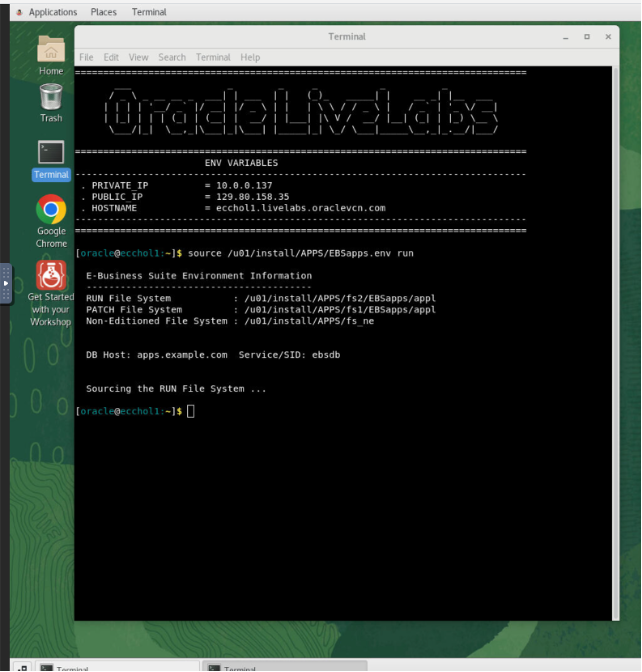 Applications Places Terminal
Terminal
File Edit View Search Terminal Help
Home
Trash
Terminal
Google
Chrome
Get Started
with your
Workshop
================================================================================
Oracle LiveLabs
================================================================================
ENV VARIABLES
--------------------------------------------------------------------------------
. PRIVATE_IP = 10.0.0.137
. PUBLIC_IP = 129.80.158.35
. HOSTNAME = ecchol1.livelabs.oraclevcn.com
--------------------------------------------------------------------------------
================================================================================
[oracle@ecchol1:~]$ source /u01/install/APPS/EBSapps.env run
E-Business Suite Environment Information
----------------------------------------
RUN File System : /u01/install/APPS/fs2/EBSapps/appl
PATCH File System : /u01/install/APPS/fs1/EBSapps/appl
Non-Editioned File System : /u01/install/APPS/fs_ne
DB Host: apps.example.com Service/SID: ebsdb
Sourcing the RUN File System ...
[oracle@ecchol1:~]$
Terminal Terminal